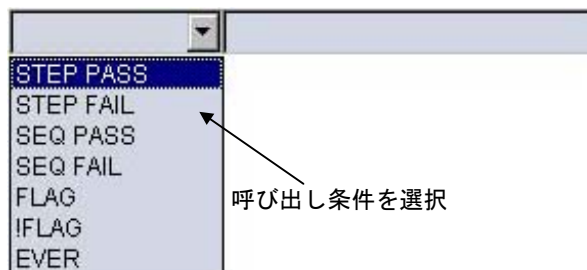 STEP PASS
STEP FAIL
SEQ PASS
SEQ FAIL
FLAG
!FLAG
EVER
呼び出し条件を選択